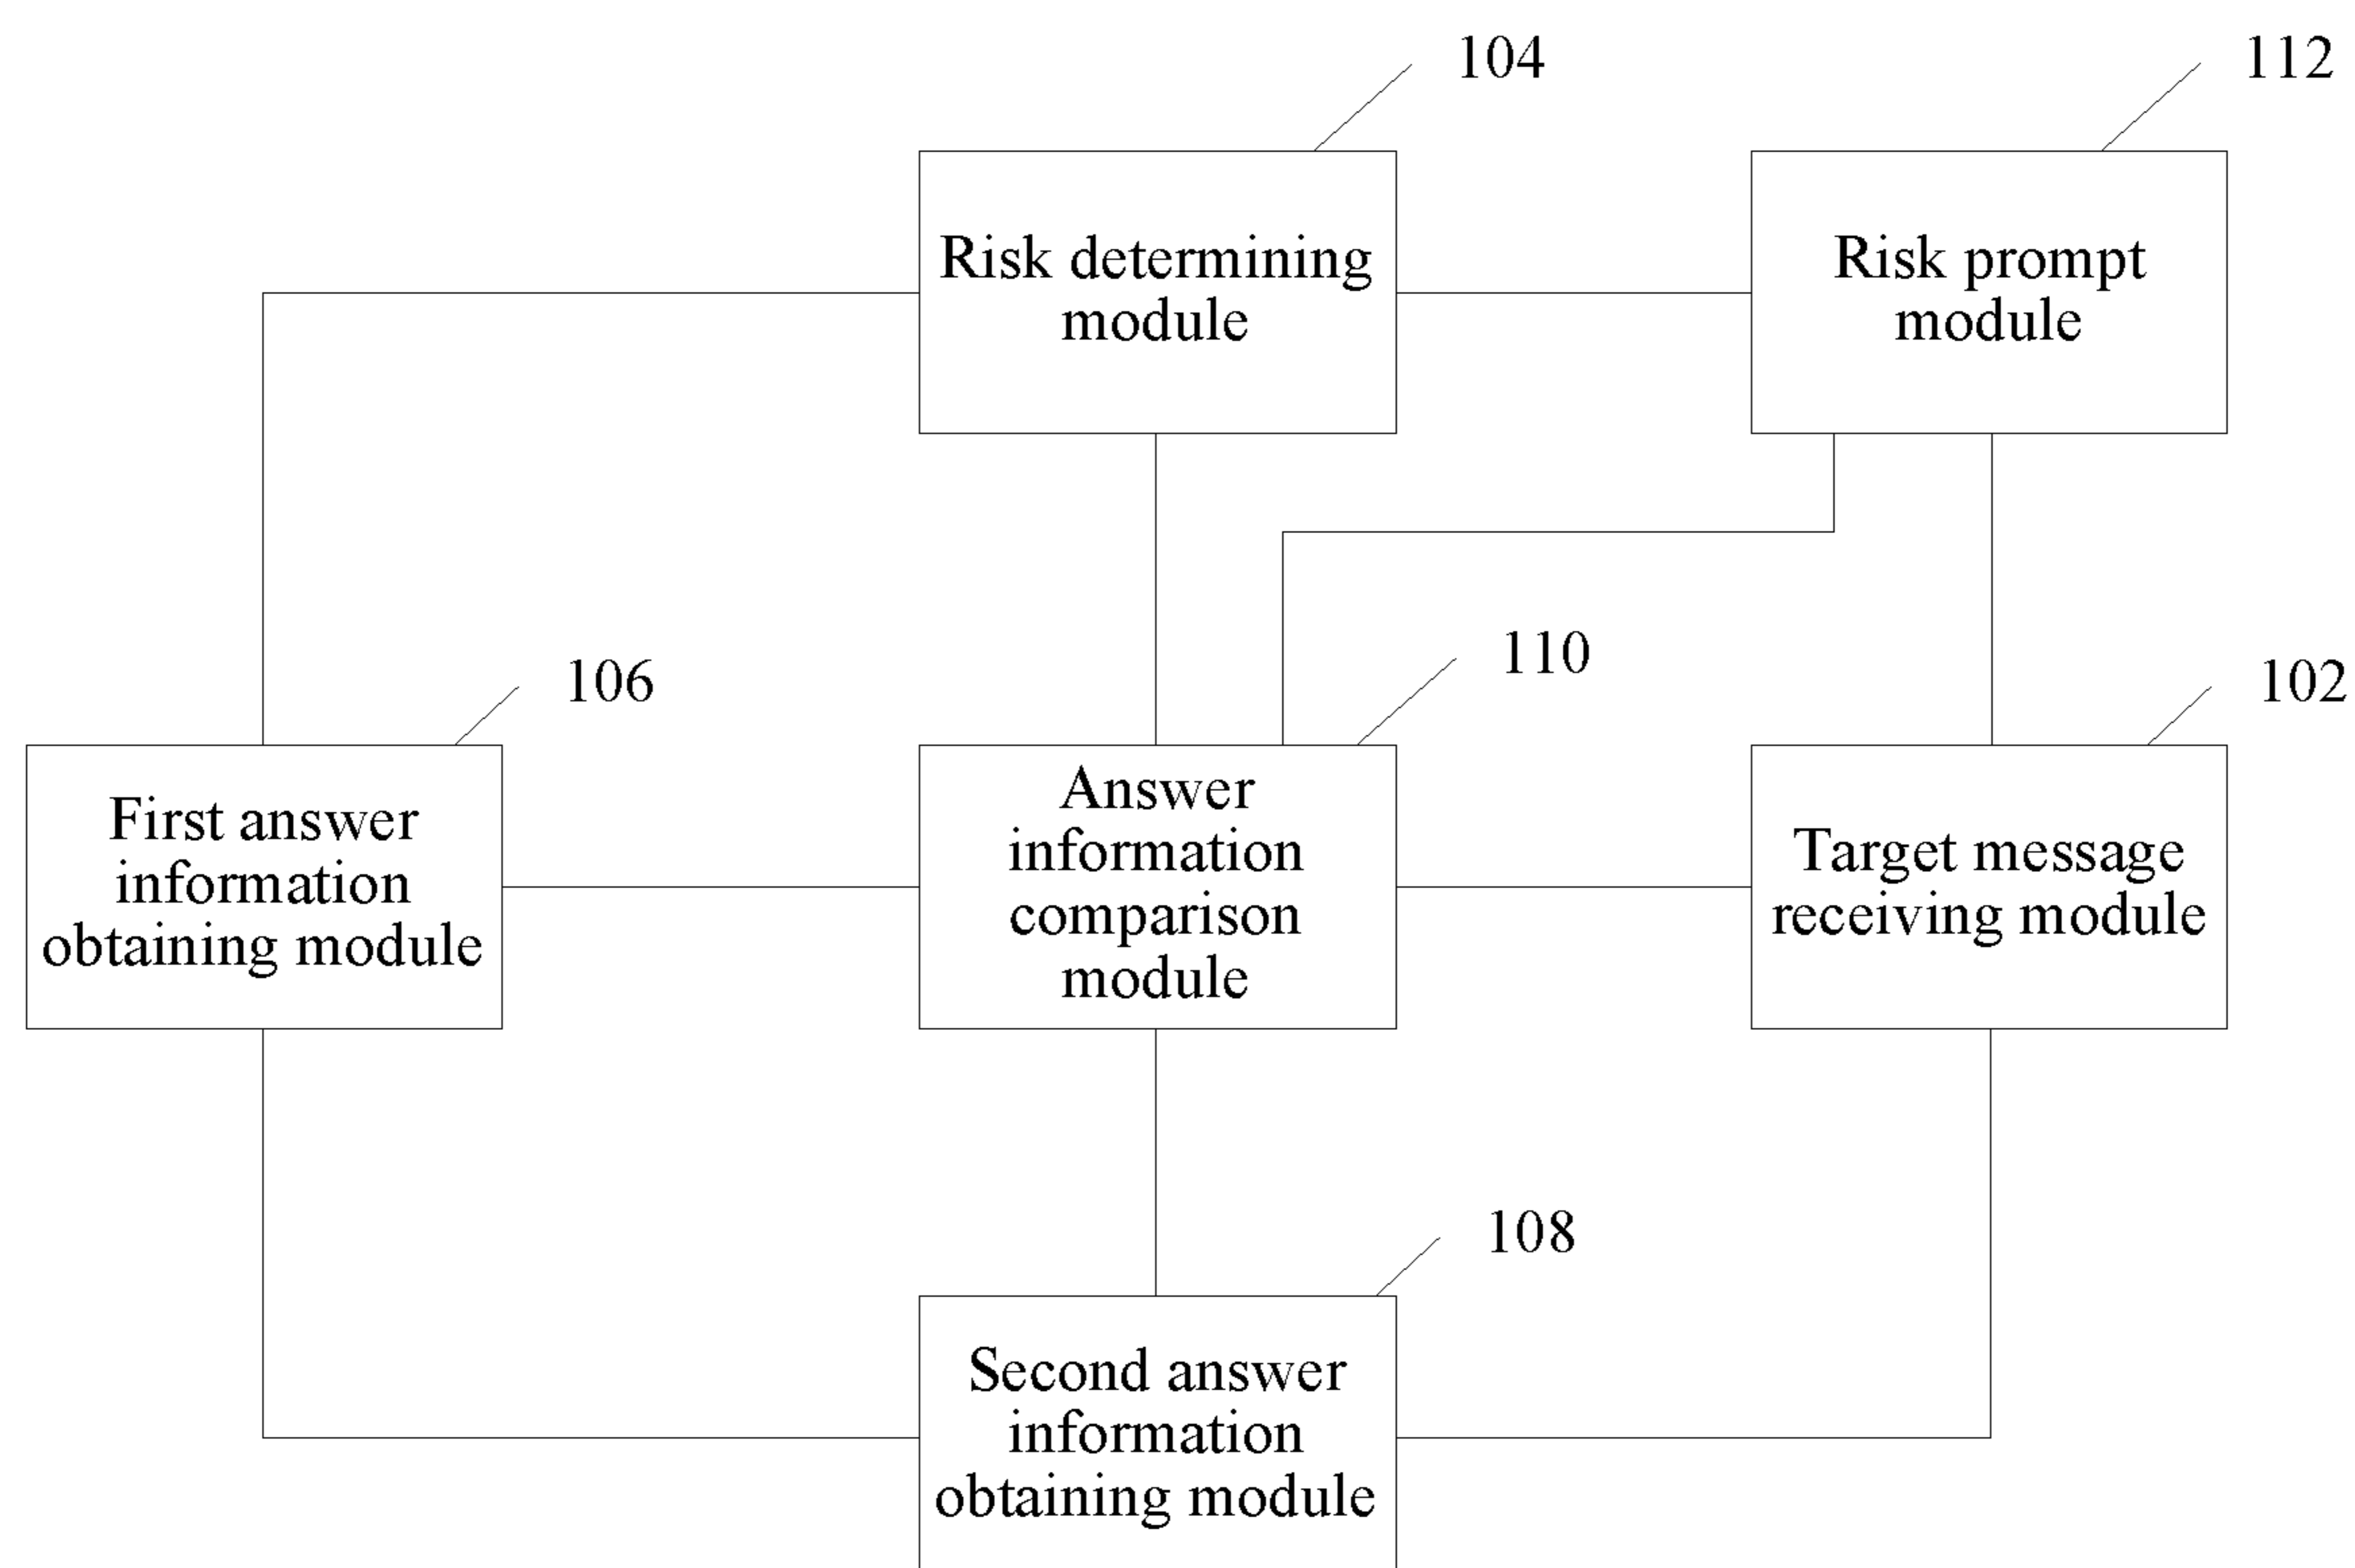 104
112
Risk determining
module
Risk prompt
module
110
106
102
First answer
information
obtaining module
Answer
information
comparison
module
Target message
receiving module
108
Second answer
information
obtaining module